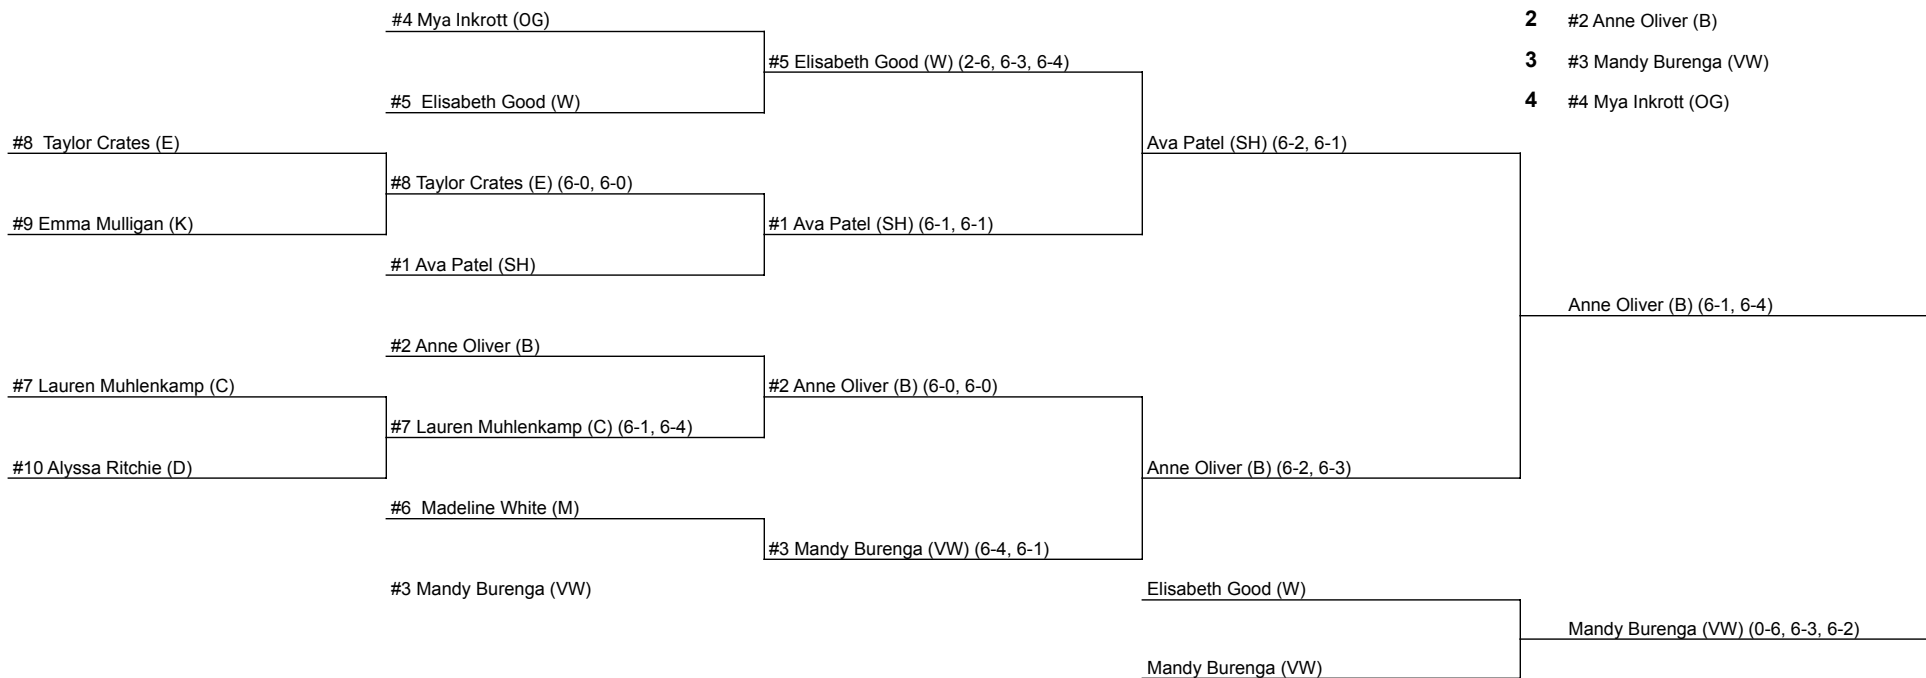 #4 Mya Inkrott (OG)
2 #2 Anne Oliver (B)
#5 Elisabeth Good (W) (2-6, 6-3, 6-4)
3 #3 Mandy Burenga (VW)
#5 Elisabeth Good (W)
4 #4 Mya Inkrott (OG)
#8 Taylor Crates (E)
Ava Patel (SH) (6-2, 6-1)
#8 Taylor Crates (E) (6-0, 6-0)
#9 Emma Mulligan (K)
#1 Ava Patel (SH) (6-1, 6-1)
#1 Ava Patel (SH)
Anne Oliver (B) (6-1, 6-4)
#2 Anne Oliver (B)
#7 Lauren Muhlenkamp (C)
#2 Anne Oliver (B) (6-0, 6-0)
#7 Lauren Muhlenkamp (C) (6-1, 6-4)
#10 Alyssa Ritchie (D)
Anne Oliver (B) (6-2, 6-3)
#6 Madeline White (M)
#3 Mandy Burenga (VW) (6-4, 6-1)
#3 Mandy Burenga (VW)
Elisabeth Good (W)
Mandy Burenga (VW) (0-6, 6-3, 6-2)
Mandy Burenga (VW)